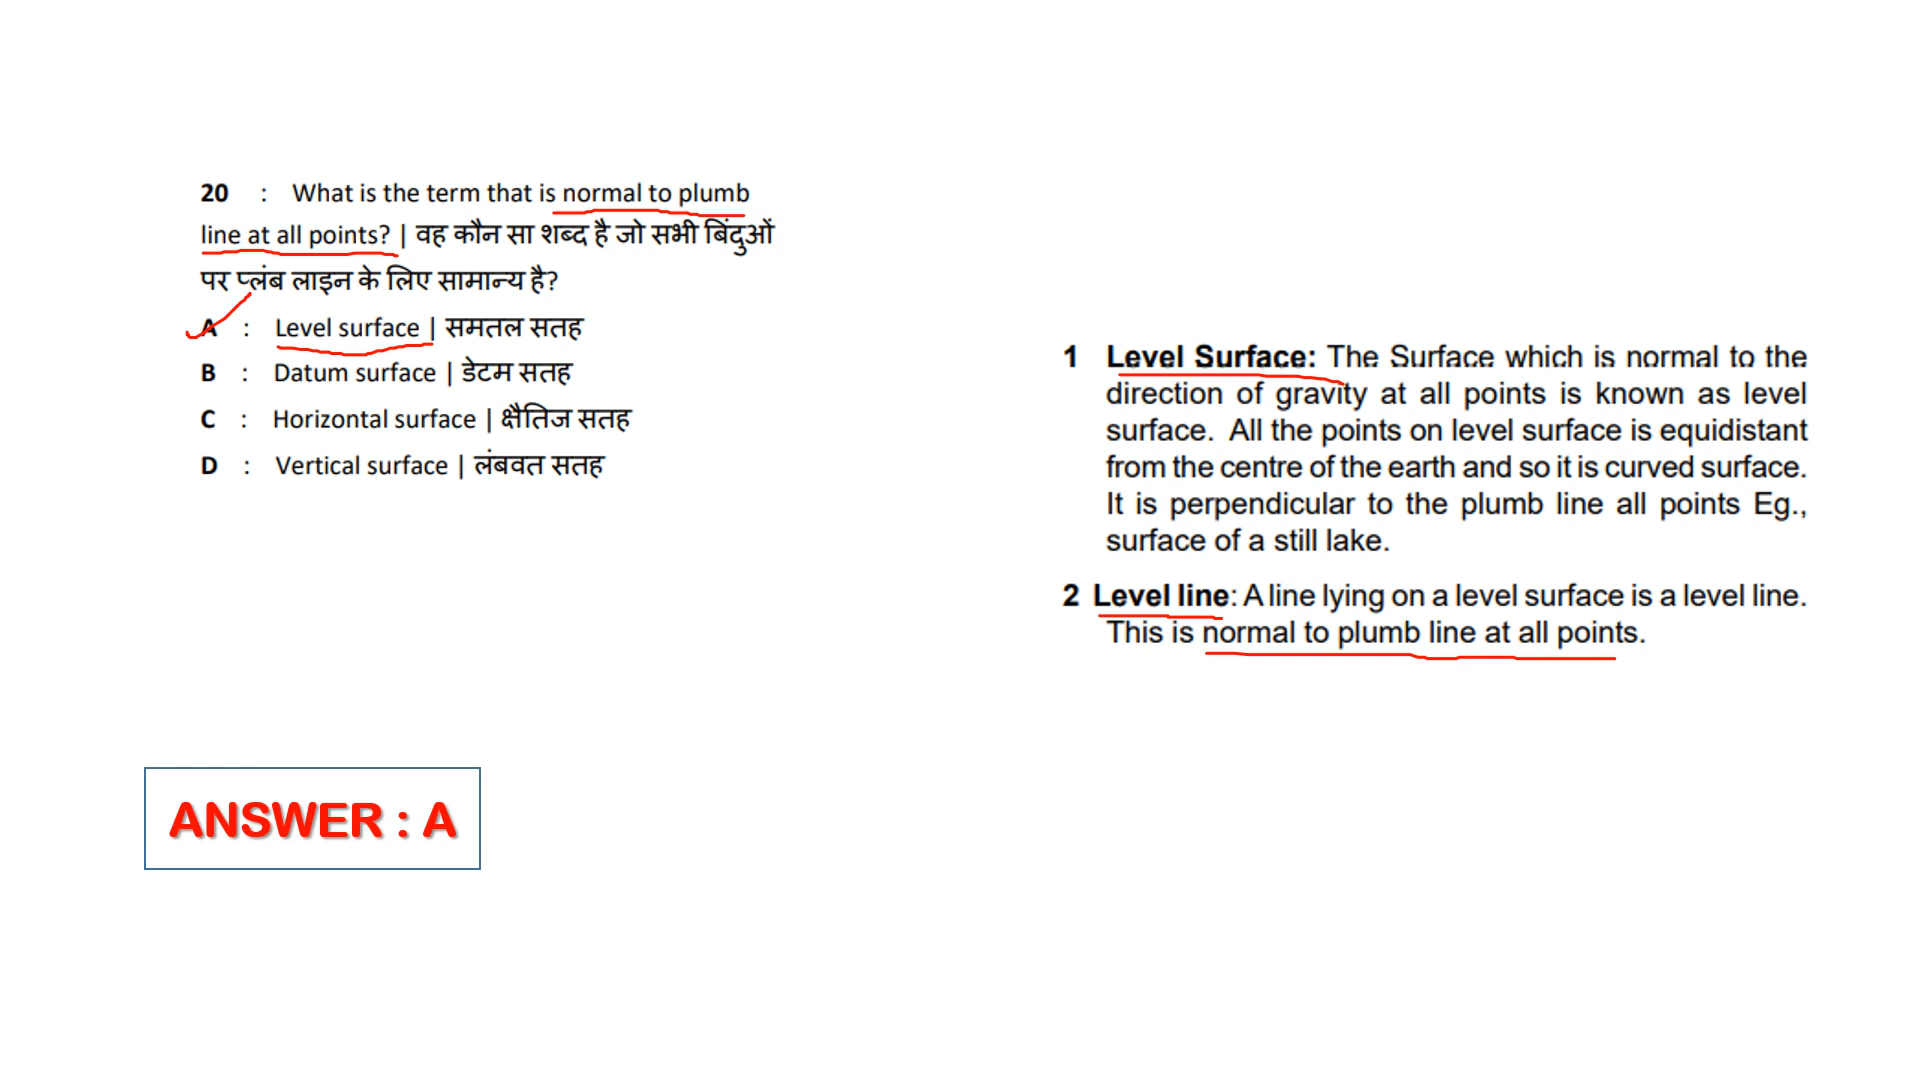 20 : What is the term that is normal to plumb
line at all points? | वह कौन सा शब्द है जो सभी बिंदुओं
पर प्लंब लाइन के लिए सामान्य है?
A : Level surface | समतल सतह
B : Datum surface | डेटम सतह
C : Horizontal surface | क्षैतिज सतह
D : Vertical surface | लंबवत सतह
1 Level Surface: The Surface which is normal to the
direction of gravity at all points is known as level
surface. All the points on level surface is equidistant
from the centre of the earth and so it is curved surface.
It is perpendicular to the plumb line all points Eg.,
surface of a still lake.
2 Level line: A line lying on a level surface is a level line.
This is normal to plumb line at all points.
ANSWER : A